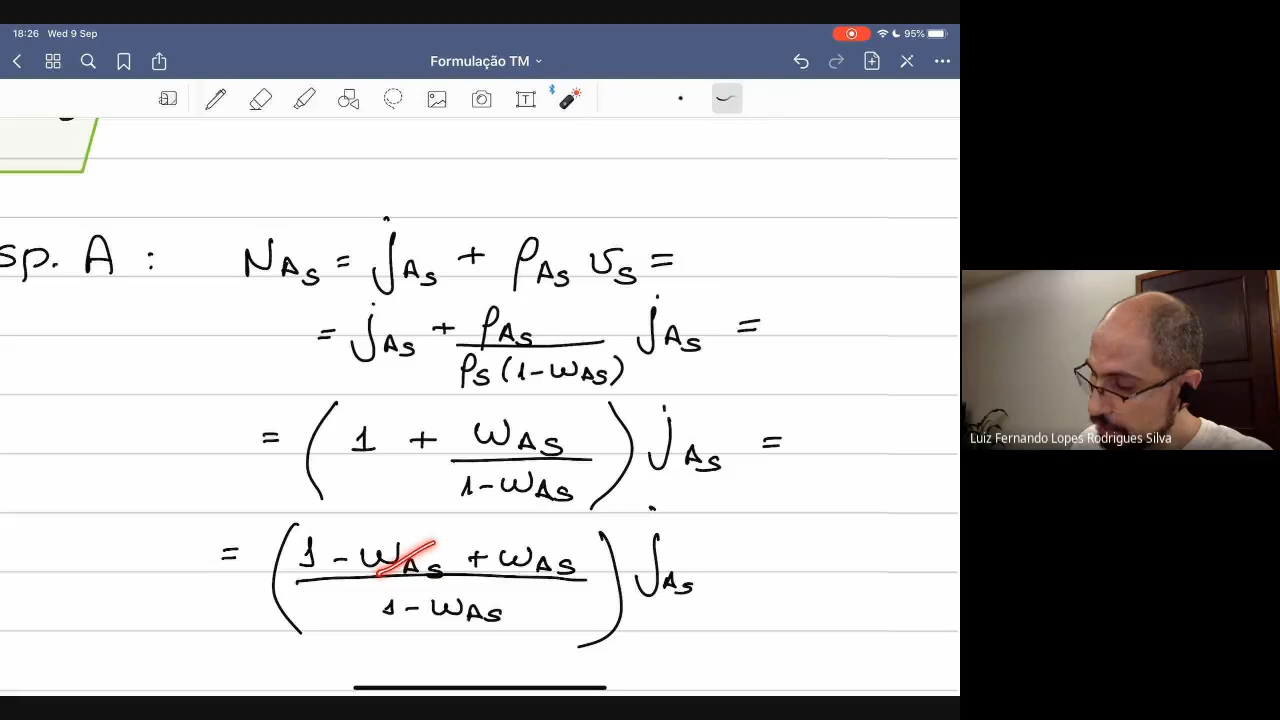 18:26 Wed 9 Sep 95%
Formulação TM
sp. A : N_As = j_As + ρ_As v_s =
= j_As + ρ_As / ρ_s (1 - ω_As) j_As =
= (1 + ω_As / 1 - ω_As) j_As =
= (1 - ω_As + ω_As / 1 - ω_As) j_As
Luiz Fernando Lopes Rodrigues Silva